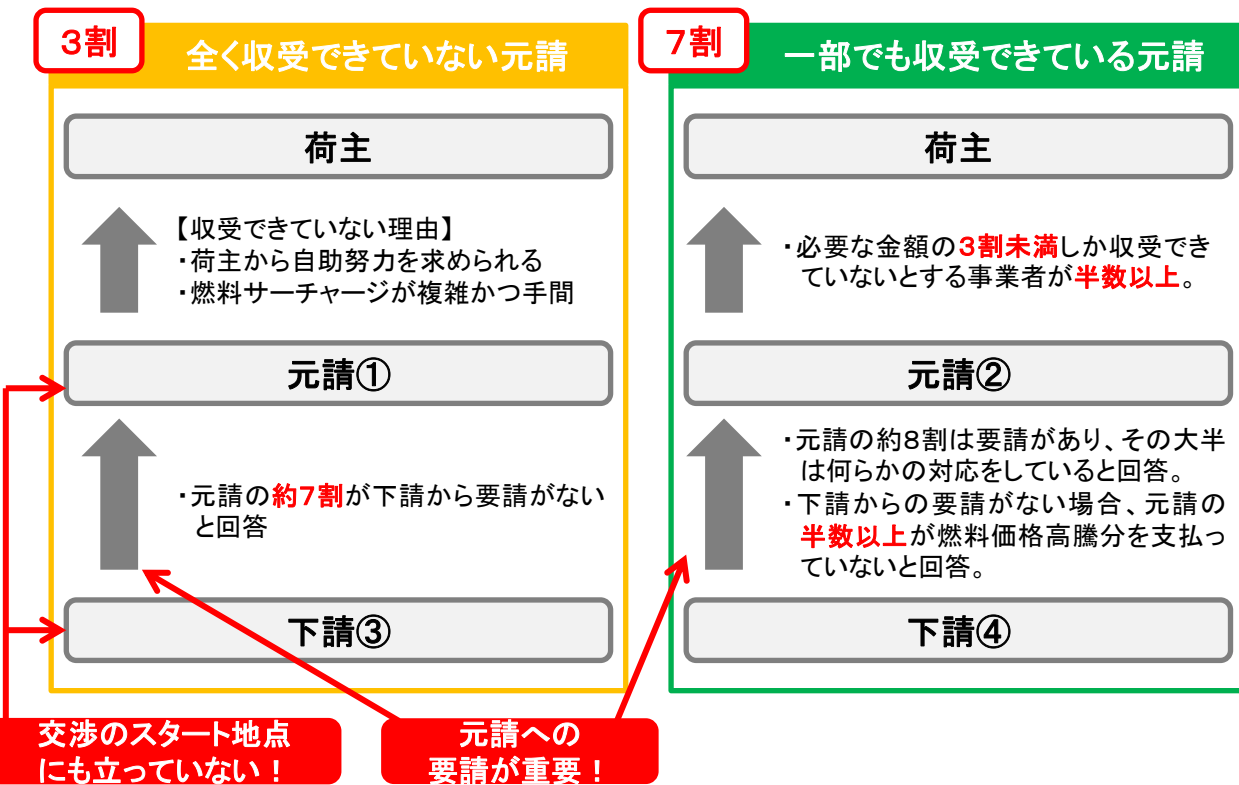 3割
全く収受できていない元請
荷主
【収受できていない理由】
・荷主から自助努力を求められる
・燃料サーチャージが複雑かつ手間
元請①
・元請の約7割が下請から要請がない
と回答
下請③
交渉のスタート地点
にも立っていない！
7割
一部でも収受できている元請
荷主
・必要な金額の3割未満しか収受でき
ていないとする事業者が半数以上。
元請②
・元請の約8割は要請があり、その大半
は何らかの対応をしていると回答。
・下請からの要請がない場合、元請の
半数以上が燃料価格高騰分を支払っ
ていないと回答。
下請④
元請への
要請が重要！